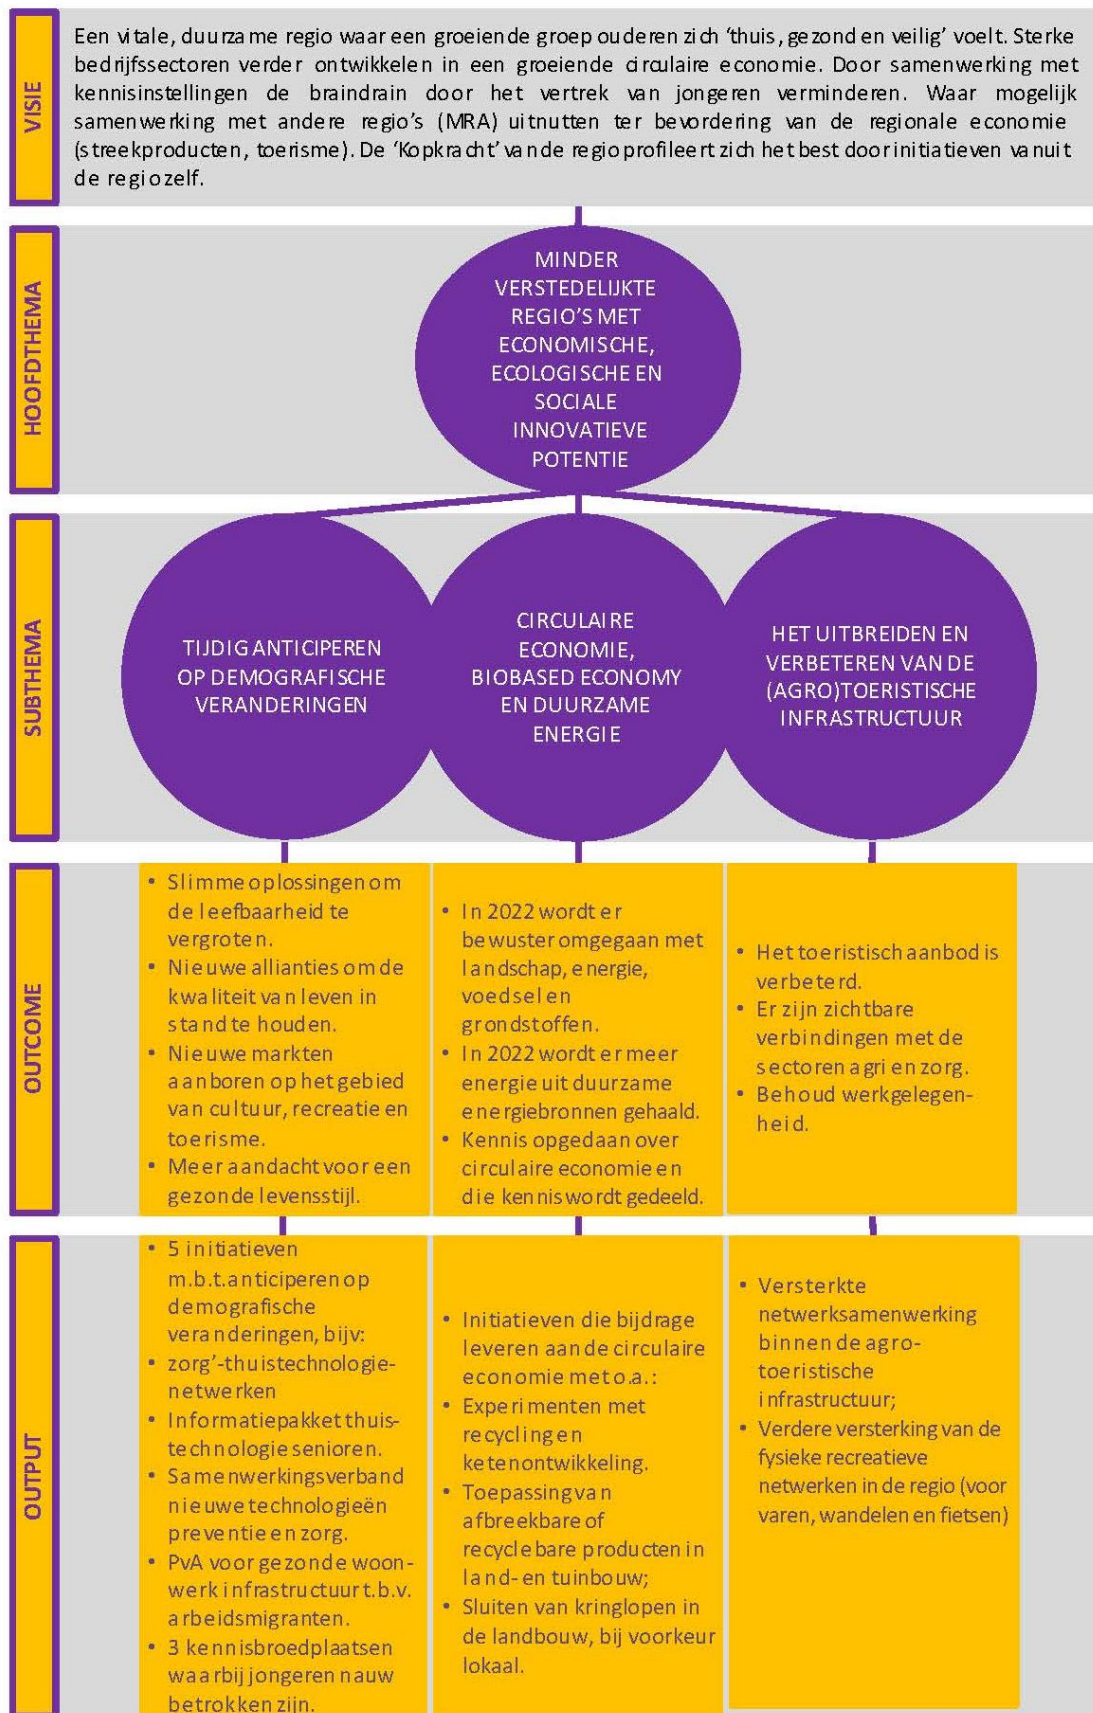 VISIE
Een vitale, duurzame regio waar een groeiende groep ouderen zich ‘thuis, gezond en veilig’ voelt. Sterke
bedrijfssectoren verder ontwikkelen in een groeiende circulaire economie. Door samenwerking met
kennisinstellingen de braindrain door het vertrek van jongeren verminderen. Waar mogelijk
samenwerking met andere regio’s (MRA) uitnutten ter bevordering van de regionale economie
(streekproducten, toerisme). De ‘Kopkracht’ van de regio profileert zich het best door initiatieven vanuit
de regio zelf.
HOOFDTHEMA
MINDER
VERSTEDELIJKTE
REGIO’S MET
ECONOMISCHE,
ECOLOGISCHE EN
SOCIALE
INNOVATIEVE
POTENTIE
SUBTHEMA
TIJDIG ANTICIPEREN
OP DEMOGRAFISCHE
VERANDERINGEN
CIRCULAIRE
ECONOMIE,
BIOBASED ECONOMY
EN DUURZAME
ENERGIE
HET UITBREIDEN EN
VERBETEREN VAN DE
(AGRO)TOERISTISCHE
INFRASTRUCTUUR
OUTCOME
• Slimme oplossingen om
de leefbaarheid te
vergroten.
• Nieuwe allianties om de
kwaliteit van leven in
stand te houden.
• Nieuwe markten
aanboren op het gebied
van cultuur, recreatie en
toerisme.
• Meer aandacht voor een
gezonde levensstijl.
• In 2022 wordt er
bewuster omgegaan met
landschap, energie,
voedsel en
grondstoffen.
• In 2022 wordt er meer
energie uit duurzame
energiebronnen gehaald.
• Kennis opgedaan over
circulaire economie en
die kennis wordt gedeeld.
• Het toeristisch aanbod is
verbeterd.
• Er zijn zichtbare
verbindingen met de
sectoren agri en zorg.
• Behoud werkgelegen-
heid.
OUTPUT
• 5 initiatieven
m.b.t. anticiperen op
demografische
veranderingen, bijv:
• zorg’-thuistechnologie-
netwerken
• Informatiepakket thuis-
technologie senioren.
• Samenwerkingsverband
nieuwe technologieën
preventie en zorg.
• PvA voor gezonde woon-
werk infrastructuur t.b.v.
arbeidsmigranten.
• 3 kennisbroedplaatsen
waarbij jongeren nauw
betrokken zijn.
• Initiatieven die bijdrage
leveren aan de circulaire
economie met o.a.:
• Experimenten met
recycling en
ketenontwikkeling.
• Toepassing van
afbreekbare of
recyclebare producten in
land- en tuinbouw;
• Sluiten van kringlopen in
de landbouw, bij voorkeur
lokaal.
• Versterkte
netwerksamenwerking
binnen de agro-
toeristische
infrastructuur;
• Verdere versterking van de
fysieke recreatieve
netwerken in de regio (voor
varen, wandelen en fietsen)